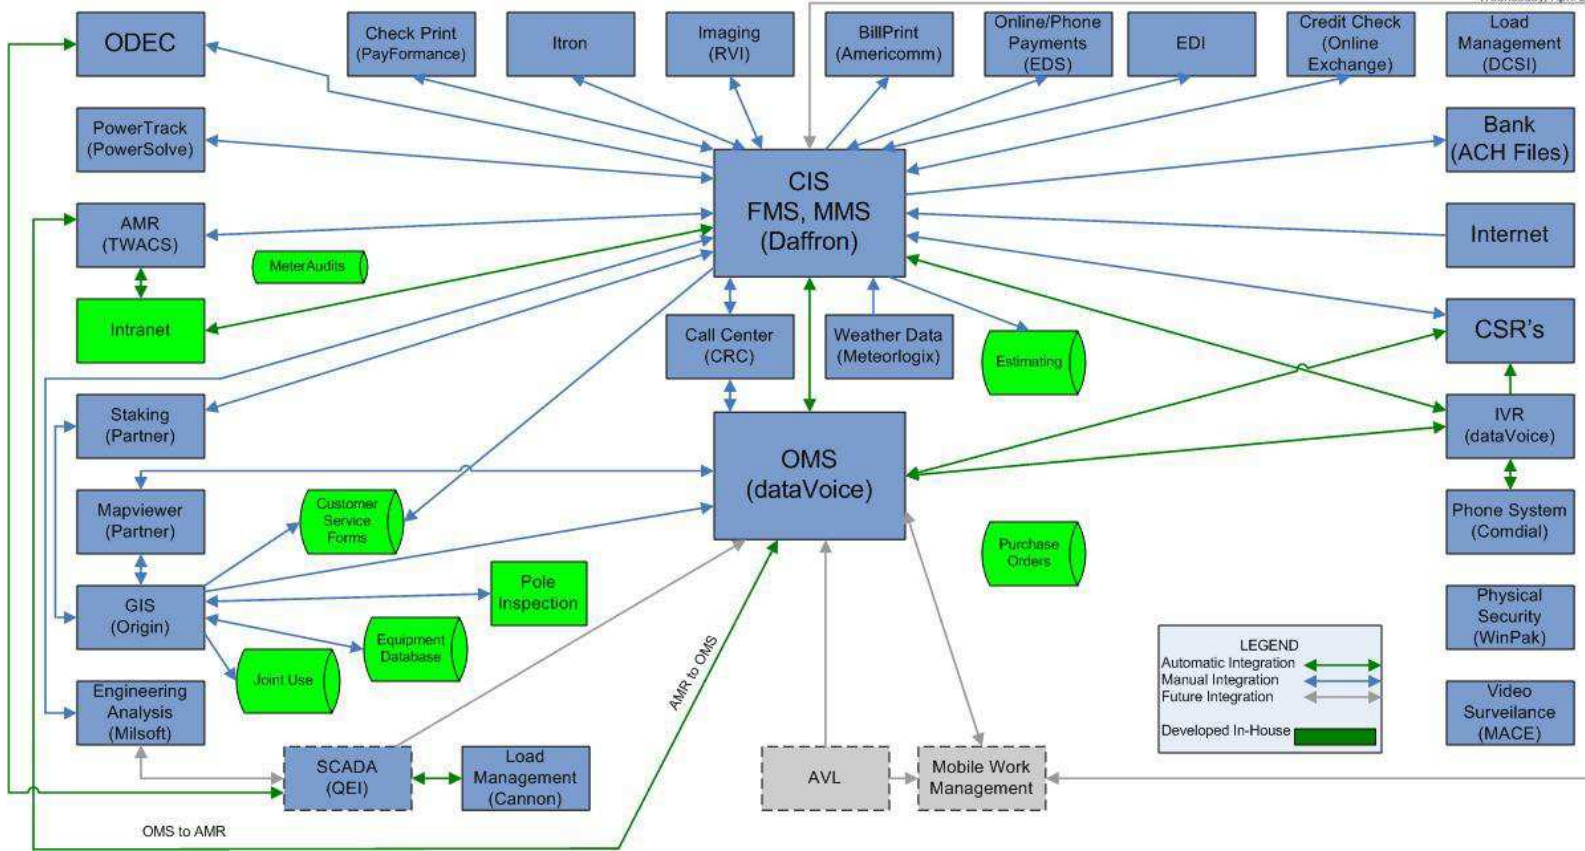 ODEC
Check Print
(PayFormance)
Itron
Imaging
(RVI)
BillPrint
(Americomm)
Online/Phone
Payments
(EDS)
EDI
Credit Check
(Online
Exchange)
Load
Management
(DCSI)
PowerTrack
(PowerSolve)
Bank
(ACH Files)
CIS
FMS, MMS
(Daffron)
AMR
(TWACS)
MeterAudits
Internet
Intranet
Call Center
(CRC)
Weather Data
(Meteorlogix)
Estimating
CSR's
Staking
(Partner)
IVR
(dataVoice)
OMS
(dataVoice)
Mapviewer
(Partner)
Customer
Service
Forms
Phone System
(Comdial)
Purchase
Orders
Pole
Inspection
GIS
(Origin)
Physical
Security
(WinPak)
Equipment
Database
Joint Use
AMR to OMS
LEGEND
Automatic Integration
Manual Integration
Future Integration
Developed In-House
Engineering
Analysis
(Milsoft)
Video
Surveilance
(MACE)
SCADA
(QEI)
Load
Management
(Cannon)
AVL
Mobile Work
Management
OMS to AMR